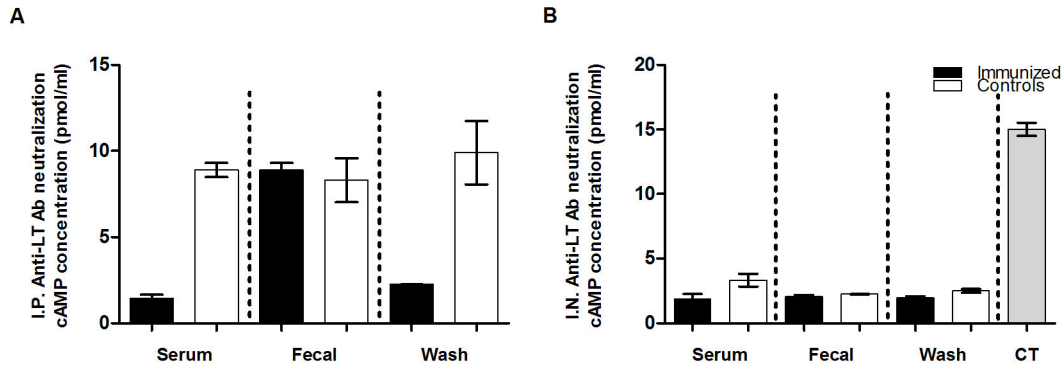 A
I.P. Anti-LT Ab neutralization
cAMP concentration (pmol/ml)
15
10
5
0
Serum Fecal Wash
B
I.N. Anti-LT Ab neutralization
cAMP concentration (pmol/ml)
20
15
10
5
0
Immunized
Controls
Serum Fecal Wash CT